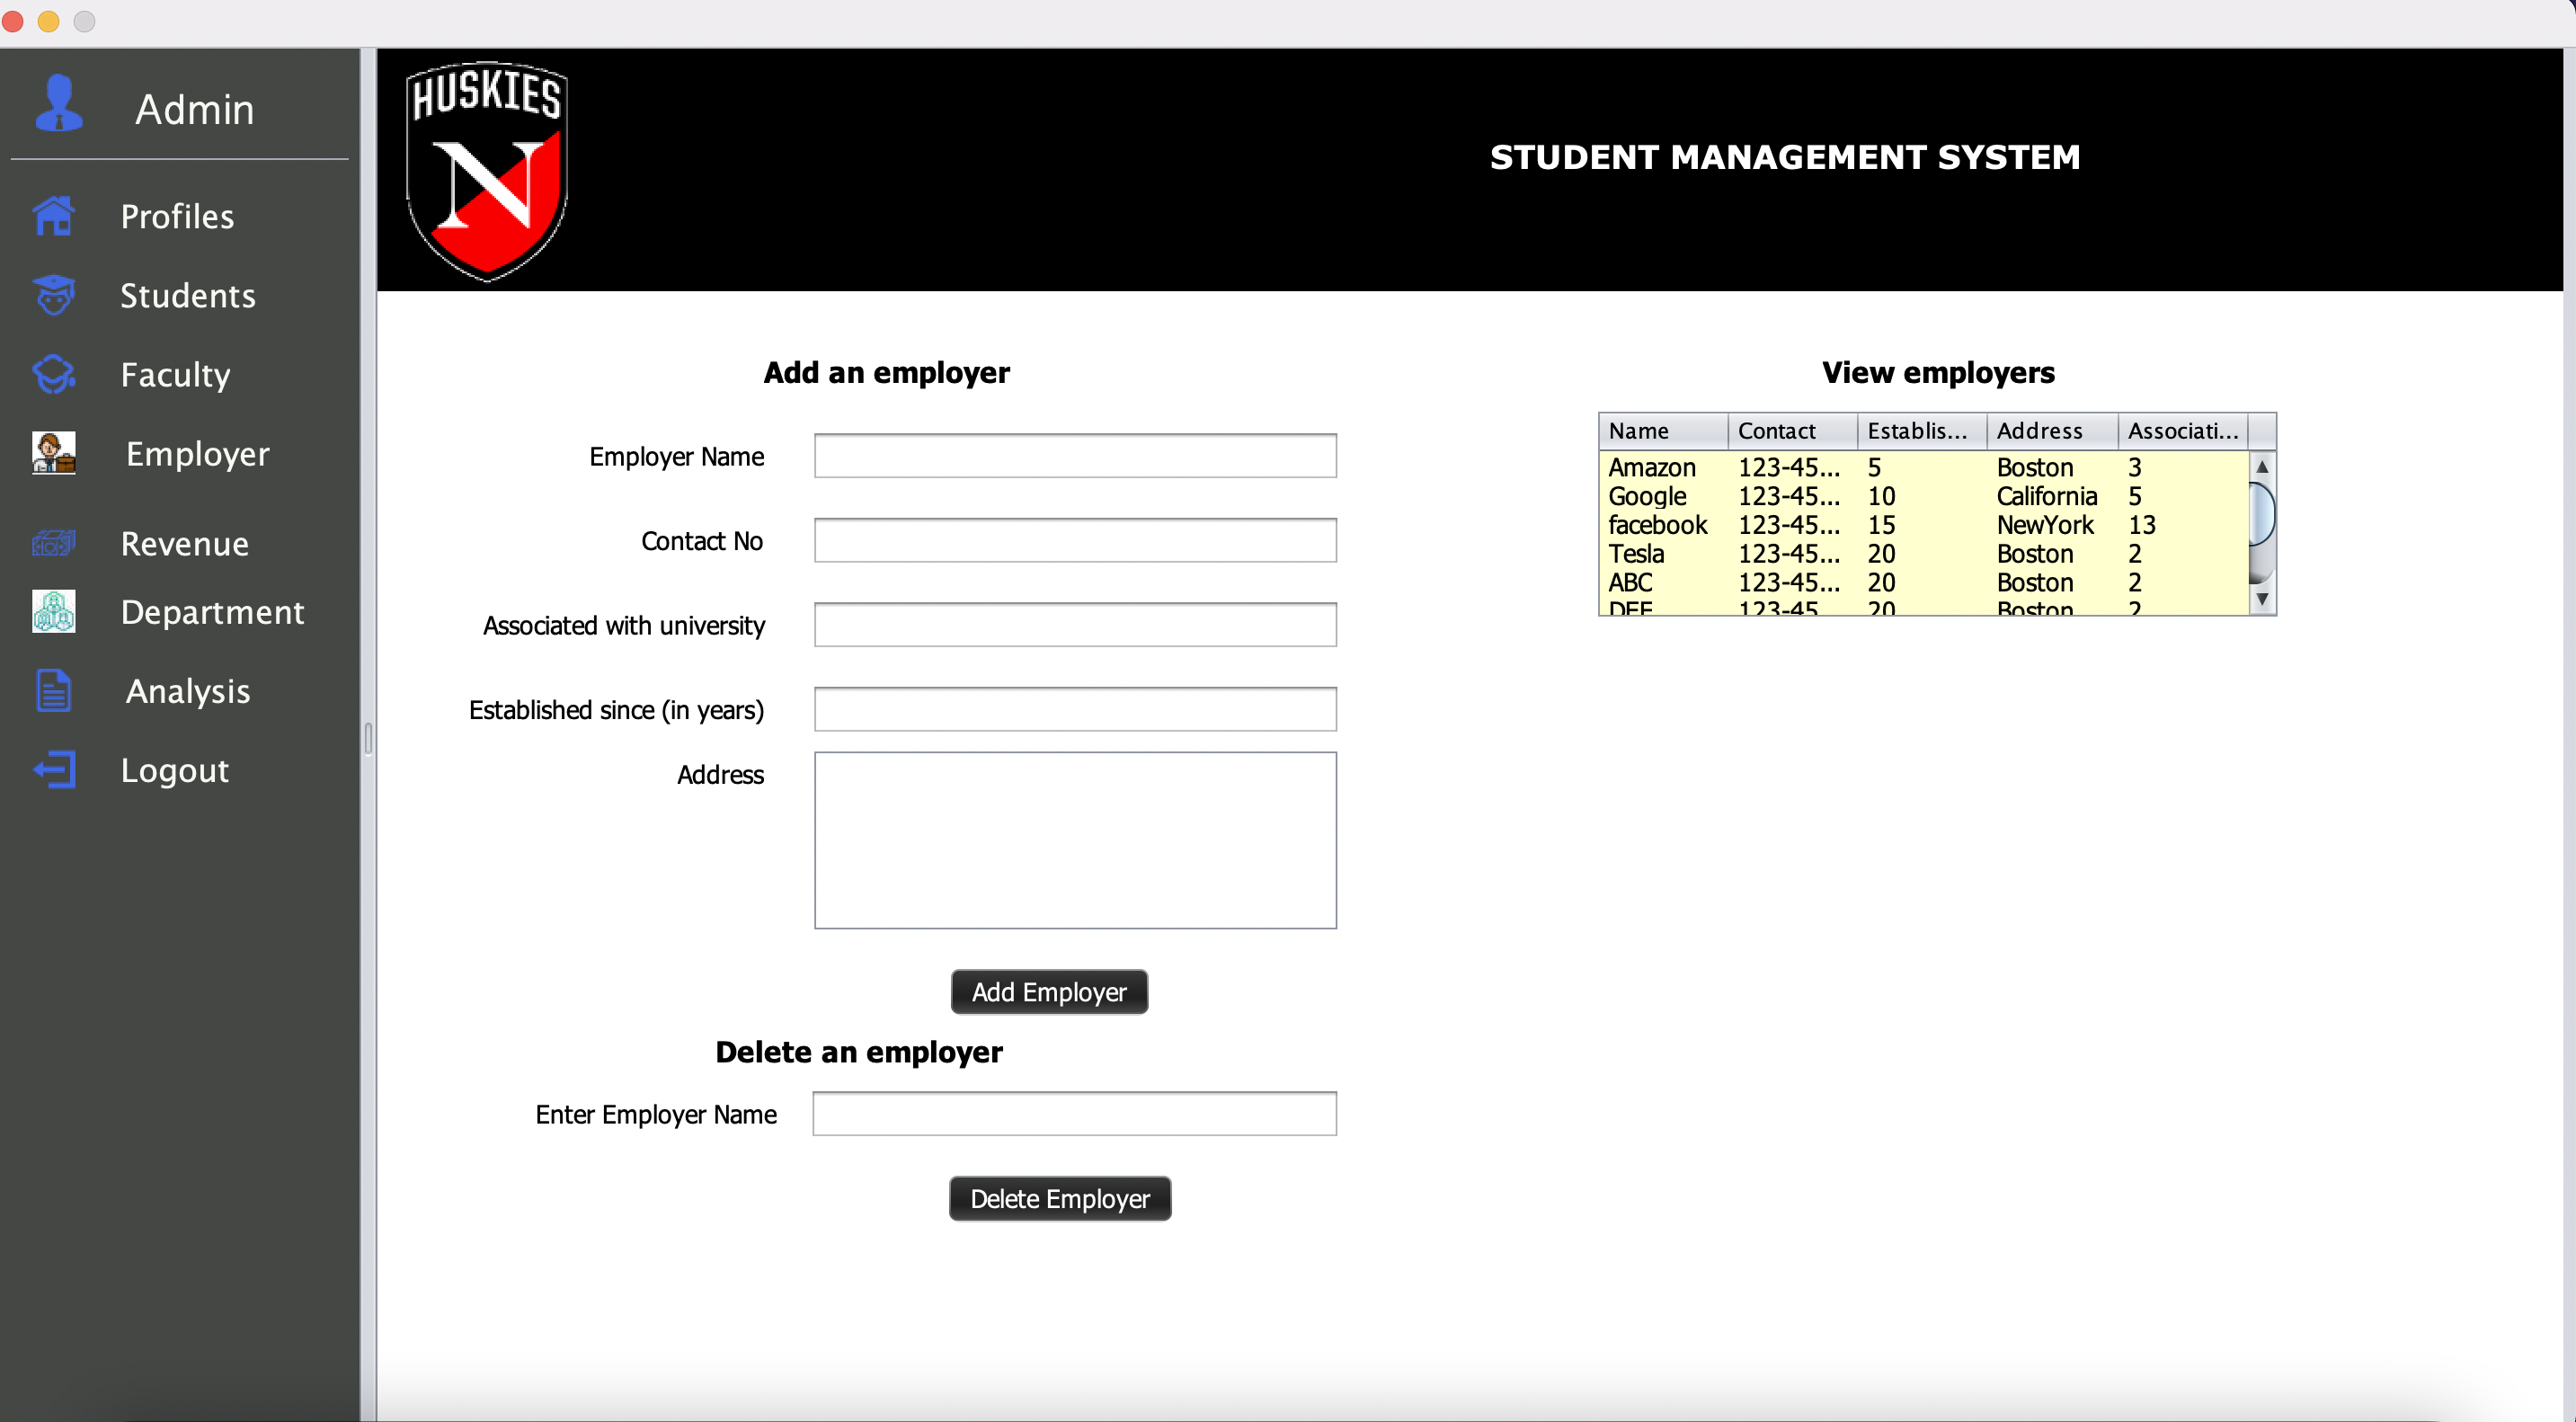 Admin
Profiles
Students
Faculty
Employer
Revenue
Department
Analysis
Logout
HUSKIES
N
STUDENT MANAGEMENT SYSTEM
Add an employer
Employer Name
Contact No
Associated with university
Established since (in years)
Address
Add Employer
Delete an employer
Enter Employer Name
Delete Employer
View employers
Name Contact Establis... Address Associati...
Amazon 123-45... 5 Boston 3
Google 123-45... 10 California 5
facebook 123-45... 15 NewYork 13
Tesla 123-45... 20 Boston 2
ABC 123-45... 20 Boston 2
123-45... 20 Boston 2